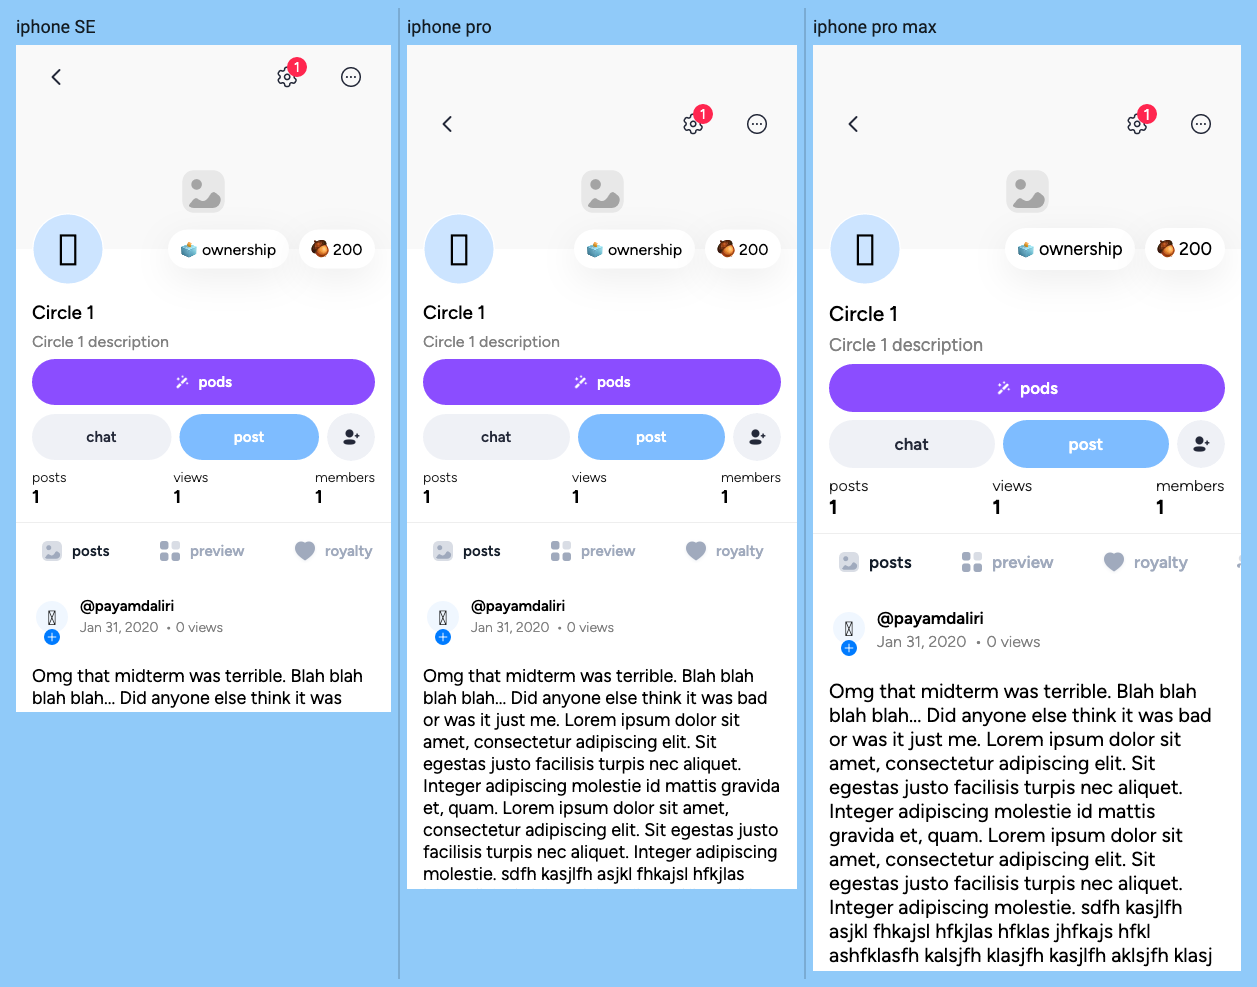 iphone SE
1
ownership
200
Circle 1
Circle 1 description
pods
chat
post
posts
views
members
1
1
1
posts
preview
royalty
@payamdaliri
Jan 31, 2020 • 0 views
Omg that midterm was terrible. Blah blah
blah blah... Did anyone else think it was
iphone pro
1
ownership
200
Circle 1
Circle 1 description
pods
chat
post
posts
views
members
1
1
1
posts
preview
royalty
@payamdaliri
Jan 31, 2020 • 0 views
Omg that midterm was terrible. Blah blah
blah blah... Did anyone else think it was bad
or was it just me. Lorem ipsum dolor sit
amet, consectetur adipiscing elit. Sit
egestas justo facilisis turpis nec aliquet.
Integer adipiscing molestie id mattis gravida
et, quam. Lorem ipsum dolor sit amet,
consectetur adipiscing elit. Sit egestas justo
facilisis turpis nec aliquet. Integer adipiscing
molestie. sdfh kasjlfh asjkl fhkajsl hfkjlas
iphone pro max
1
ownership
200
Circle 1
Circle 1 description
pods
chat
post
posts
views
members
1
1
1
posts
preview
royalty
@payamdaliri
Jan 31, 2020 • 0 views
Omg that midterm was terrible. Blah blah
blah blah... Did anyone else think it was bad
or was it just me. Lorem ipsum dolor sit
amet, consectetur adipiscing elit. Sit
egestas justo facilisis turpis nec aliquet.
Integer adipiscing molestie id mattis
gravida et, quam. Lorem ipsum dolor sit
amet, consectetur adipiscing elit. Sit
egestas justo facilisis turpis nec aliquet.
Integer adipiscing molestie. sdfh kasjlfh
asjkl fhkajsl hfkjlas hfklas jhfkajs hfkl
ashfklasfh kalsjfh klasjfh kasjlfh aklsjfh klasj